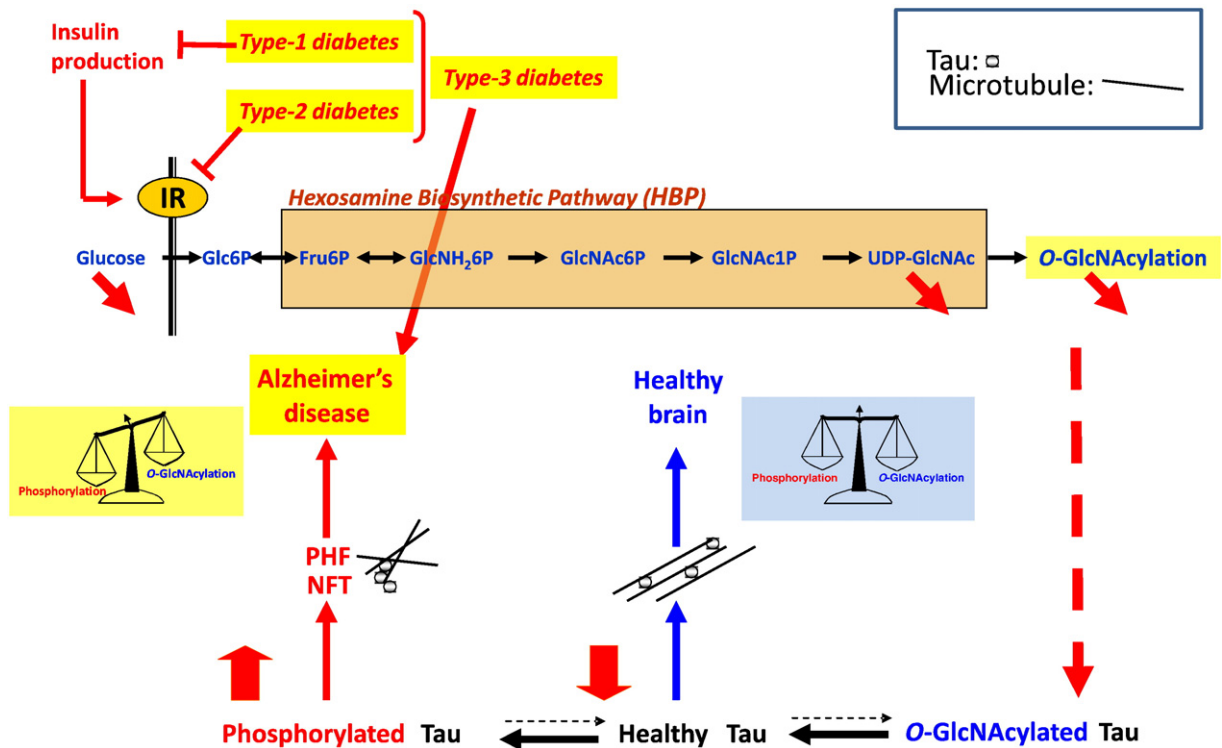 Insulin
production
Type-1 diabetes
Type-2 diabetes
Type-3 diabetes
Tau:
Microtubule:
IR
Hexosamine Biosynthetic Pathway (HBP)
Glucose
Glc6P
Fru6P
GlcNH₂6P
GlcNAc6P
GlcNAc1P
UDP-GlcNAc
O-GlcNAcylation
Alzheimer's
disease
Healthy
brain
Phosphorylation
O-GlcNAcylation
Phosphorylation
O-GlcNAcylation
PHF
NFT
Phosphorylated Tau
Healthy Tau
O-GlcNAcylated Tau